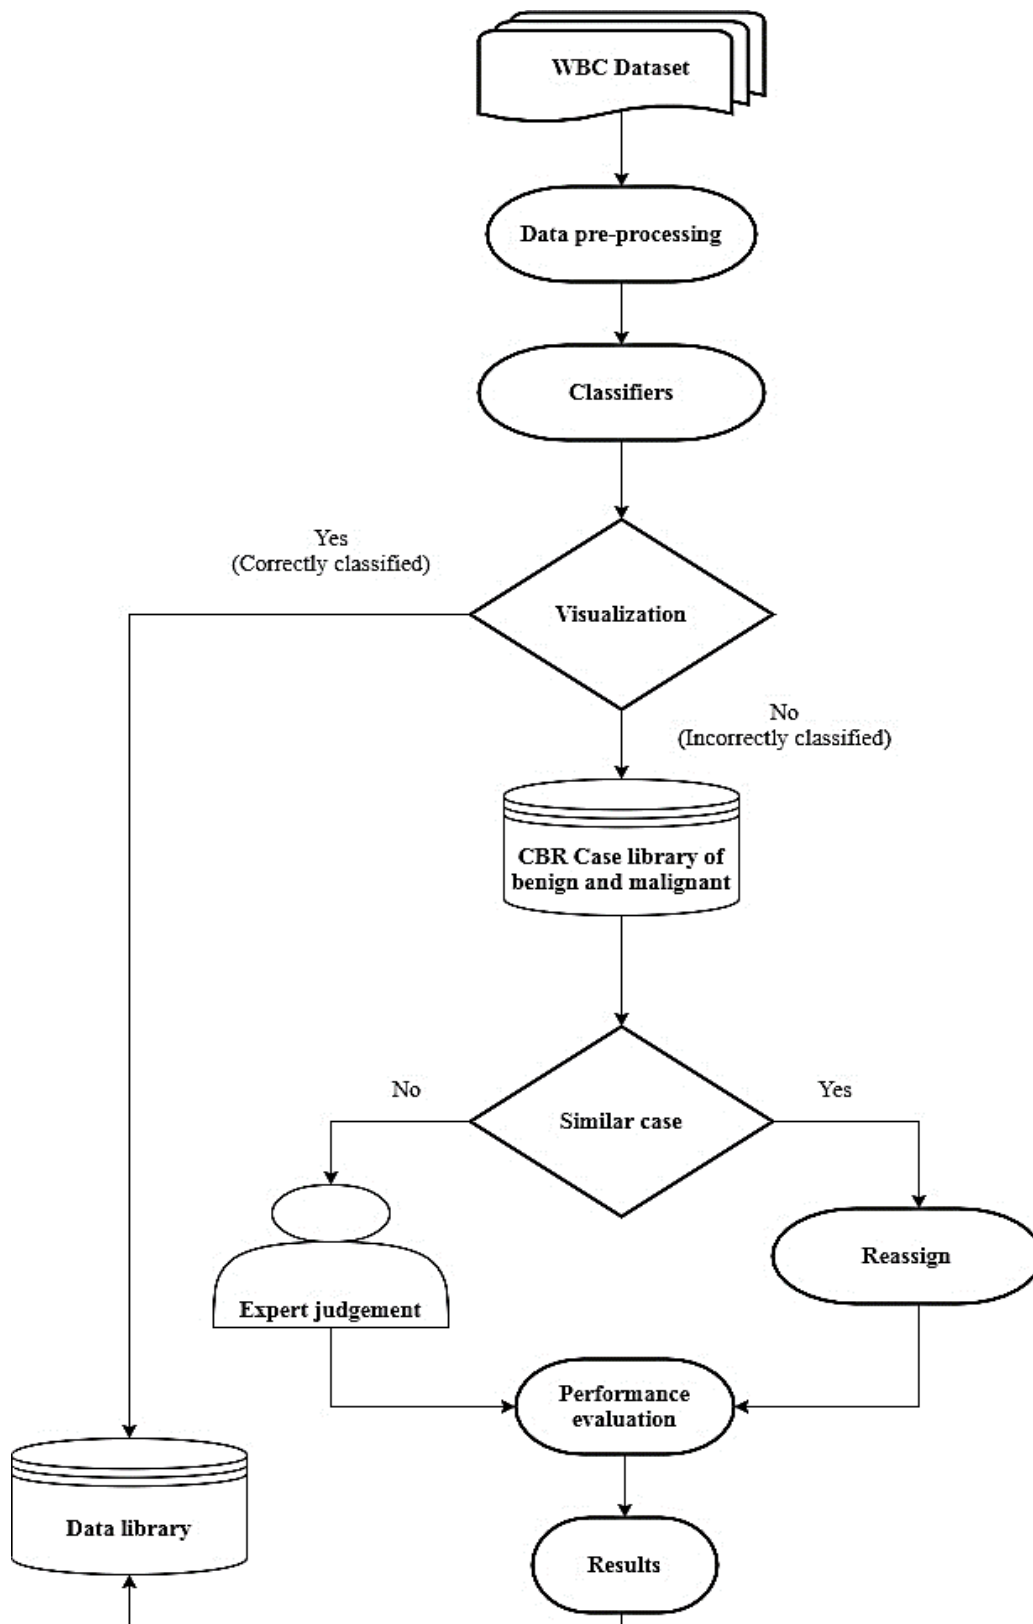 WBC Dataset
Data pre-processing
Classifiers
Yes
(Correctly classified)
Visualization
No
(Incorrectly classified)
CBR Case library of
benign and malignant
No
Similar case
Yes
Reassign
Expert judgement
Performance
evaluation
Data library
Results